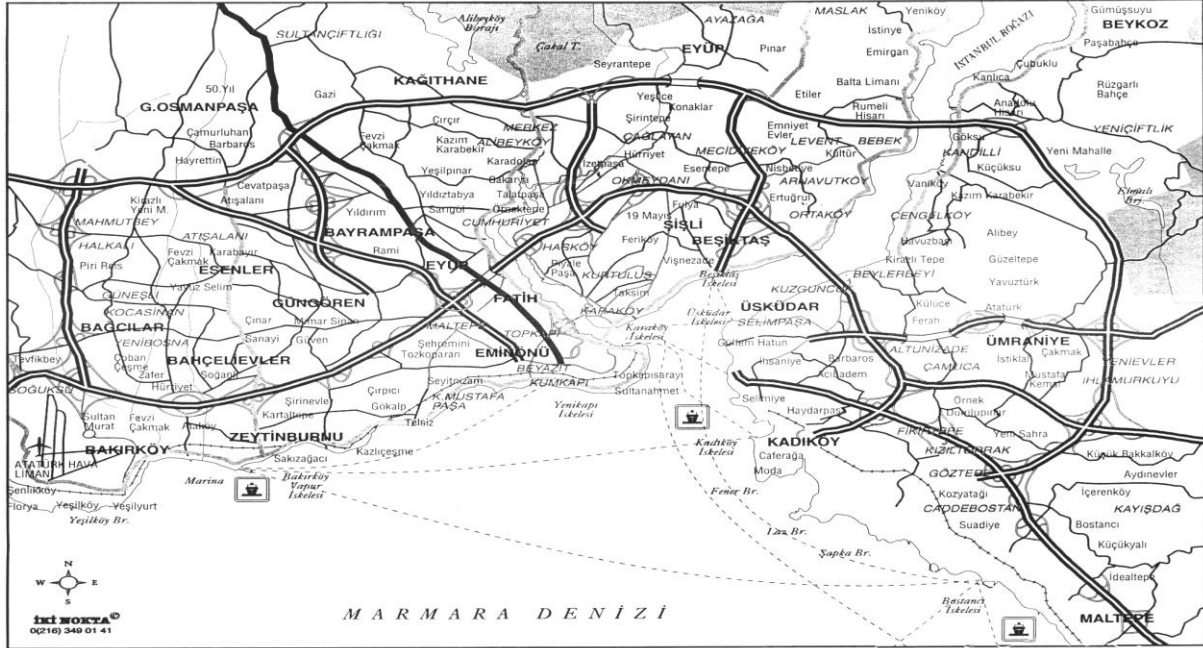 Alibeyköy
Barajı
AYAZAĞA
MASLAK
Yeniköy
Gümüşsuyu
BEYKOZ
SULTANÇİFTLİĞİ
Çakal T.
EYÜP
Pınar
İstinye
Paşabahçe
Seyrantepe
Emirgan
İSTANBUL BOĞAZI
Çubuklu
KAĞITHANE
Balta Limanı
Kanlıca
Rüzgarlı
Bahçe
50.Yıl
Gazi
Yeşilce
Etiler
G.OSMANPAŞA
Konaklar
Rumeli
Hisarı
Anadolu
Hisarı
Çırçır
MERKEZ
Şirintepe
Emniyet
Evler
YENİÇİFTLİK
Çamurluhan
Barbaros
Fevzi
Çakmak
Kazım
Karabekir
ALİBEYKÖY
ÇAĞLAYAN
LEVENT
BEBEK
Göksu
KANDİLLİ
Yeni Mahalle
Hayrettin
Karadolap
İzetpaşa
Hürriyet
MECİDİYEKÖY
Kültür
Küçüksu
Yeşilpınar
Esentepe
Nisbetiye
Cevatpaşa
Sakarya
OKMEYDANI
ARNAVUTKÖY
Vaniköy
Kazım Karabekir
Elmalı
Brj.
Kirazlı
Yeni M.
Atışalanı
Yıldıztabya
Talatpaşa
Ertuğrul
Yıldırım
Sarıgöl
Örnektepe
Fulya
ORTAKÖY
MAHMUTBEY
CUMHURİYET
19 Mayıs
ŞİŞLİ
ÇENGELKÖY
ATIŞALANI
BAYRAMPAŞA
Feriköy
BEŞİKTAŞ
Havuzbaşı
Alibey
HALKALI
Fevzi
Çakmak
Karabayır
Rami
HASKÖY
Kirazlı Tepe
Güzeltepe
Piri Reis
ESENLER
EYÜP
Piyale
Paşa
Vişnezade
BEYLERBEYİ
Yavuz Selim
KURTULUŞ
Beşiktaş
İskelesi
KUZGUNCU
Yavuztürk
GÜNEŞLİ
GÜNGÖREN
FATİH
Taksim
ÜSKÜDAR
Külüce
Atatürk
KOCASİNAN
KARAKÖY
Üsküdar
İskelesi
SELİMPAŞA
Ferah
BAĞCILAR
Çınar
Mimar Sinan
MALTEPE
TOPKAPI
Karaköy
İskelesi
YENİBOSNA
Sanayi
Güven
Şehremini
EMİNÖNÜ
Gülfem Hatun
ALTUNİZADE
ÜMRANİYE
Tevfikbey
Çoban
Çeşme
BAHÇELİEVLER
Tozkoparan
BEYAZIT
İhsaniye
Barbaros
İstiklal
Çakmak
YENİEVLER
Zafer
Soğanlı
KUMKAPI
Topkapısarayı
ÇAMLICA
SOĞUKSU
Hürriyet
Seyitnizam
Sultanahmet
Acıbadem
Mustafa
Kemal
IHLAMURKUYU
Şirinevler
Çırpıcı
K.MUSTAFA
PAŞA
Yenikapı
İskelesi
Selimiye
Örnek
Sultan
Murat
Fevzi
Çakmak
Ataköy
Kartaltepe
Gökalp
Telsiz
Haydarpaşa
Dumlupınar
BAKIRKÖY
ZEYTİNBURNU
Kadıköy
İskelesi
KADIKÖY
FİKİRTEPE
Yeni Sahra
Sakızağacı
Kazlıçeşme
Caferağa
KIZILTOPRAK
Küçük Bakkalköy
ATATÜRK HAVA
LİMAN
Marina
Bakırköy
Vapur
İskelesi
Moda
GÖZTEPE
Aydınevler
Şenlikköy
Fener Br.
Kozyatağı
İçerenköy
Florya
Yeşilköy
Yeşilyurt
CADDEBOSTAN
KAYIŞDAĞ
Yeşilköy Br.
Suadiye
Bostancı
Laz Br.
Küçükyalı
Şapka Br.
N
W
E
S
İdealtepe
Bostancı
İskelesi
MARMARA DENİZİ
MALTEPE
İKİ NOKTA©
0(216) 349 01 41